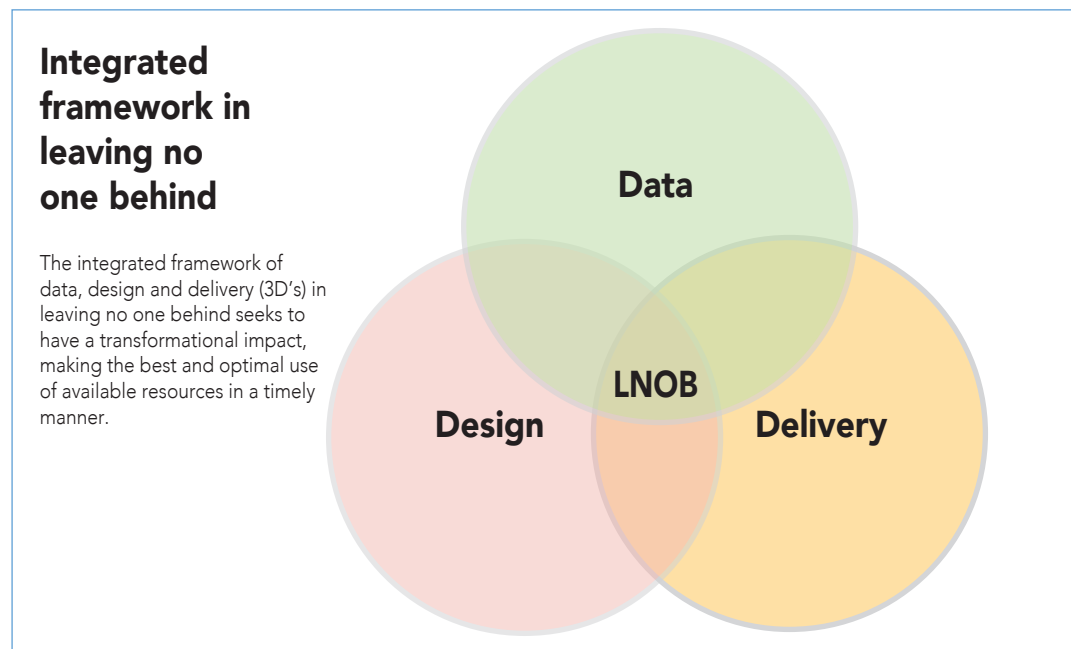 Integrated
framework in
leaving no
one behind
The integrated framework of
data, design and delivery (3D's) in
leaving no one behind seeks to
have a transformational impact,
making the best and optimal use
of available resources in a timely
manner.
Data
LNOB
Design
Delivery